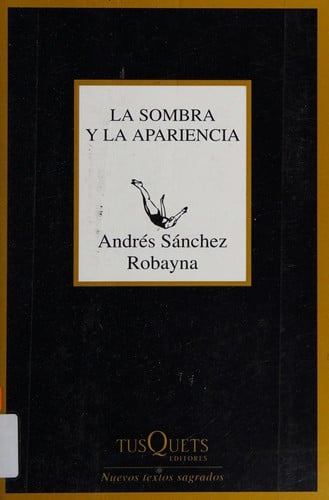 LA SOMBRA
Y LA APARIENCIA
Andrés Sánchez
Robayna
TUSQUETS
EDITORES
Nuevos textos sagrados